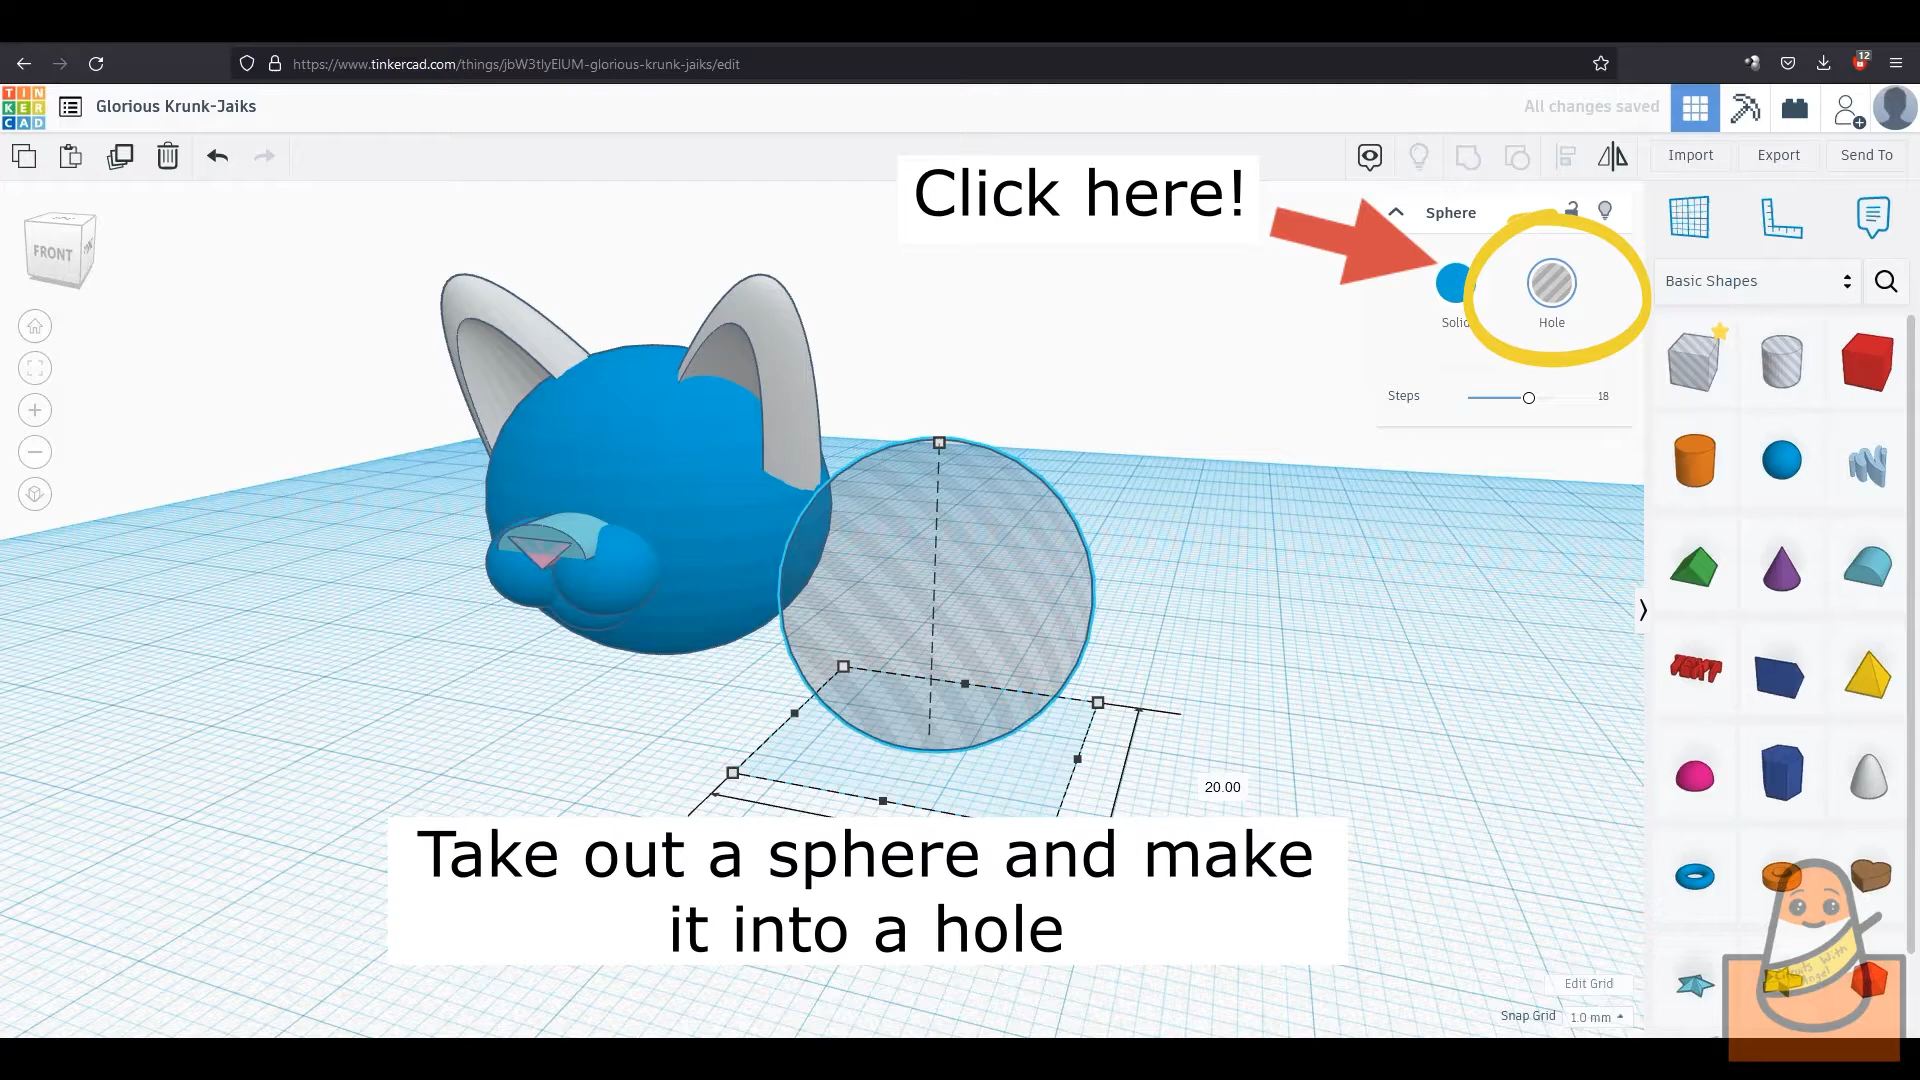 https://www.tinkercad.com/things/jbW3tlyElUM-glorious-krunk-jaiks/edit
12
TIN
KER
CAD
Glorious Krunk-Jaiks
All changes saved
Import
Export
Send To
Click here!
Sphere
FRONT
Solid
Hole
Basic Shapes
Steps
18
TEXT
20.00
Take out a sphere and make
it into a hole
Edit Grid
Snap Grid
1.0 mm